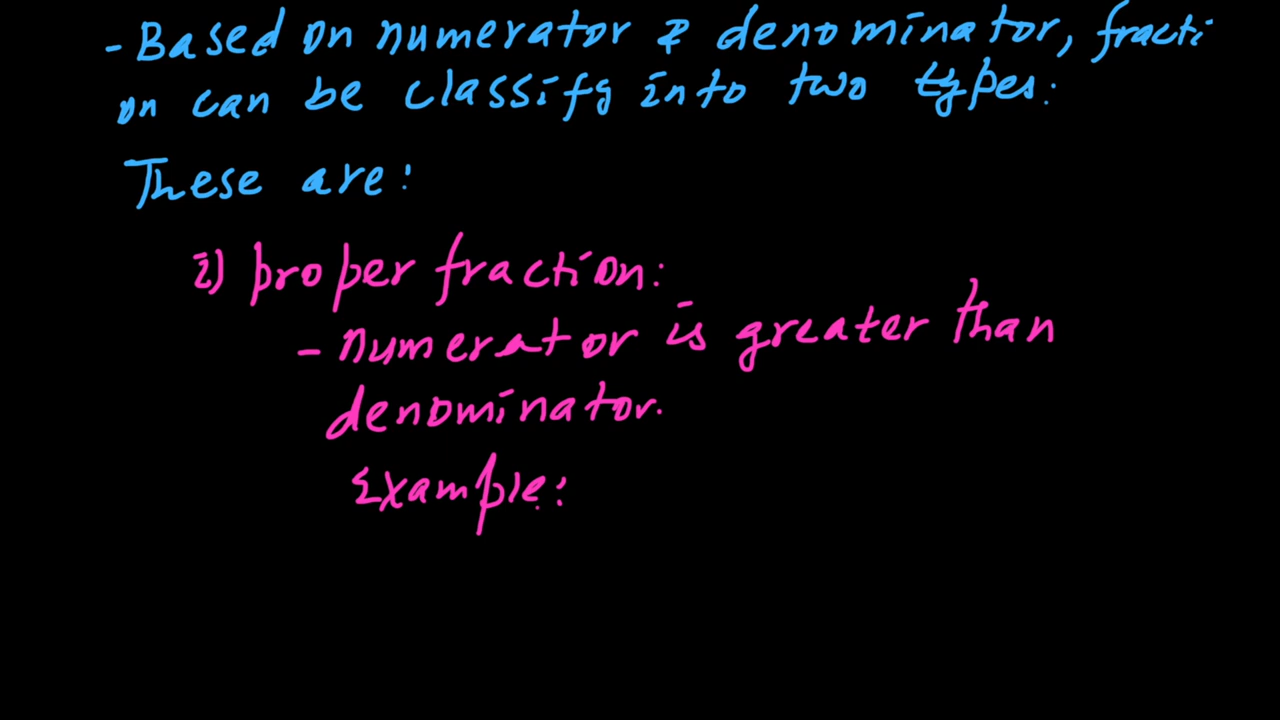 - Based on numerator & denominator, fracti
on can be classify into two types:
These are:
i) proper fraction:
- numerator is greater than
denominator.
Example: